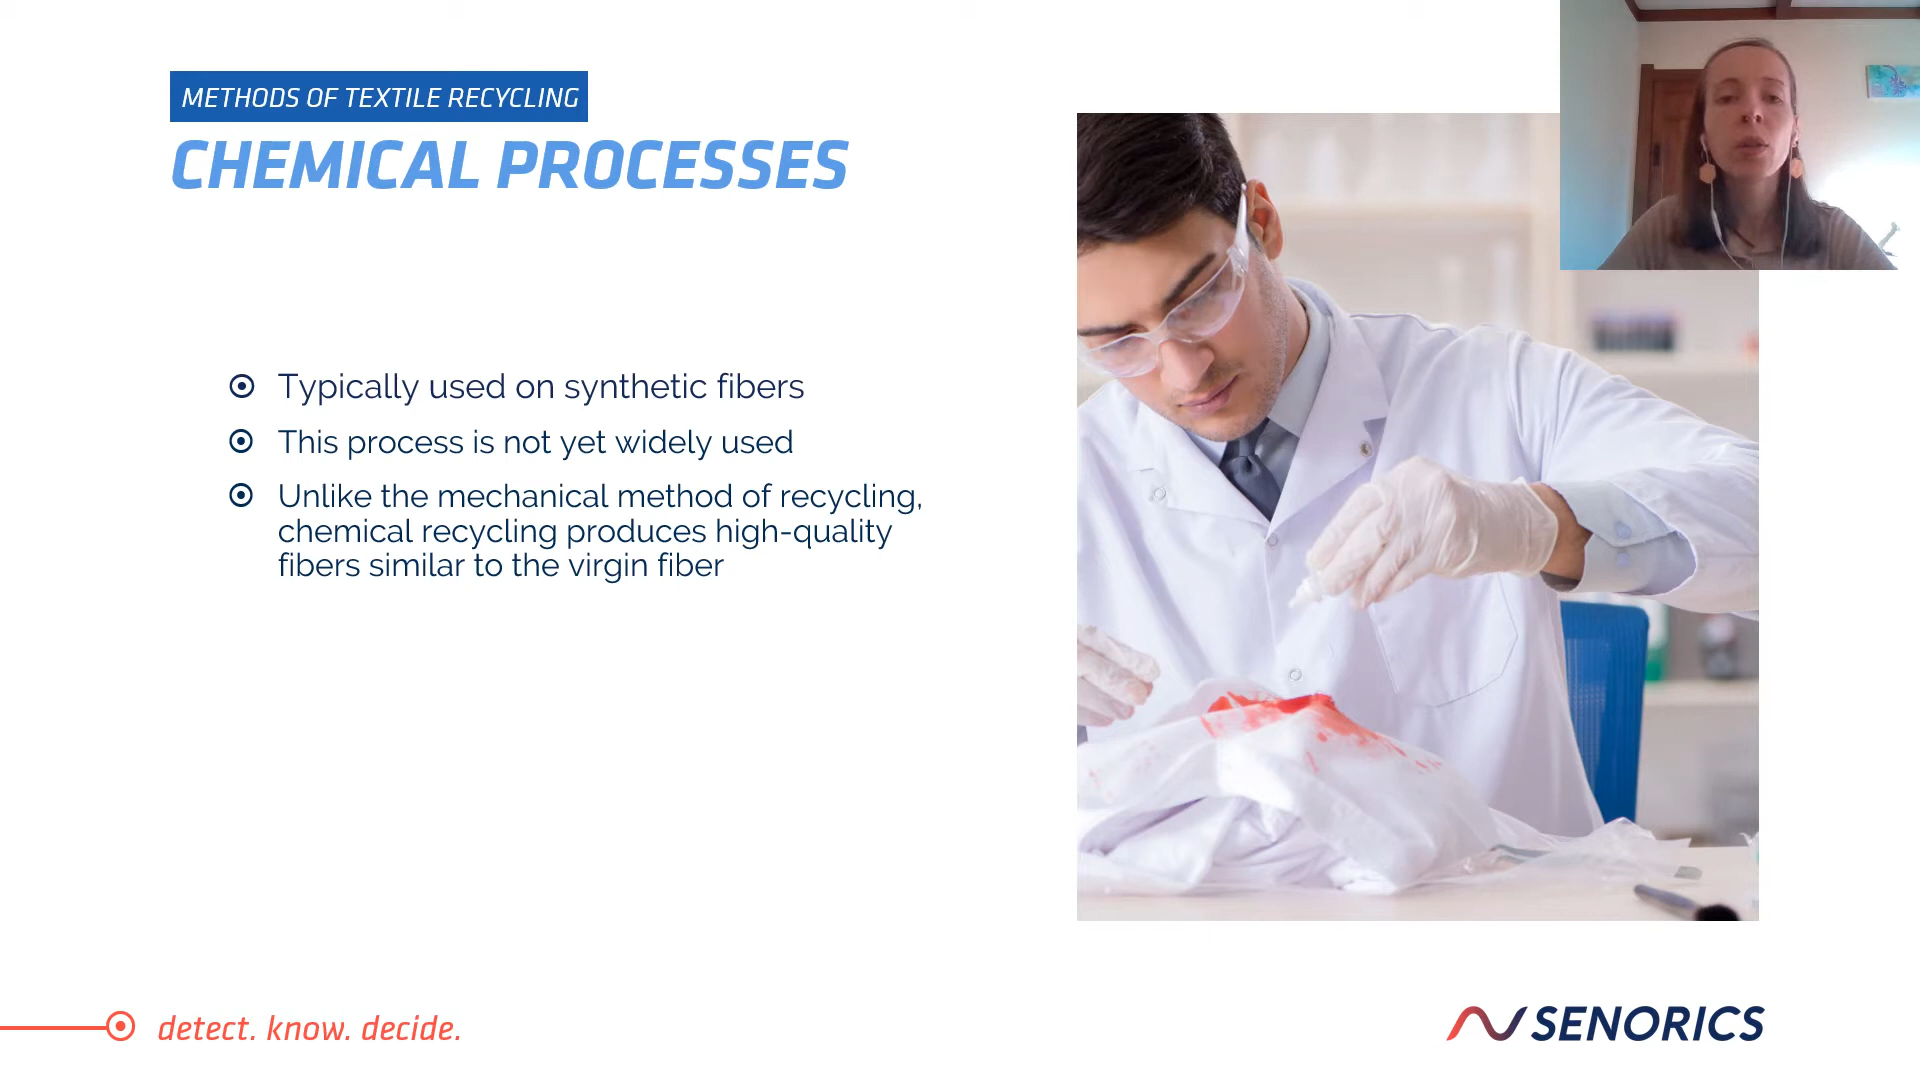 METHODS OF TEXTILE RECYCLING
CHEMICAL PROCESSES
Typically used on synthetic fibers
This process is not yet widely used
Unlike the mechanical method of recycling,
chemical recycling produces high-quality
fibers similar to the virgin fiber
detect. know. decide.
SENORICS